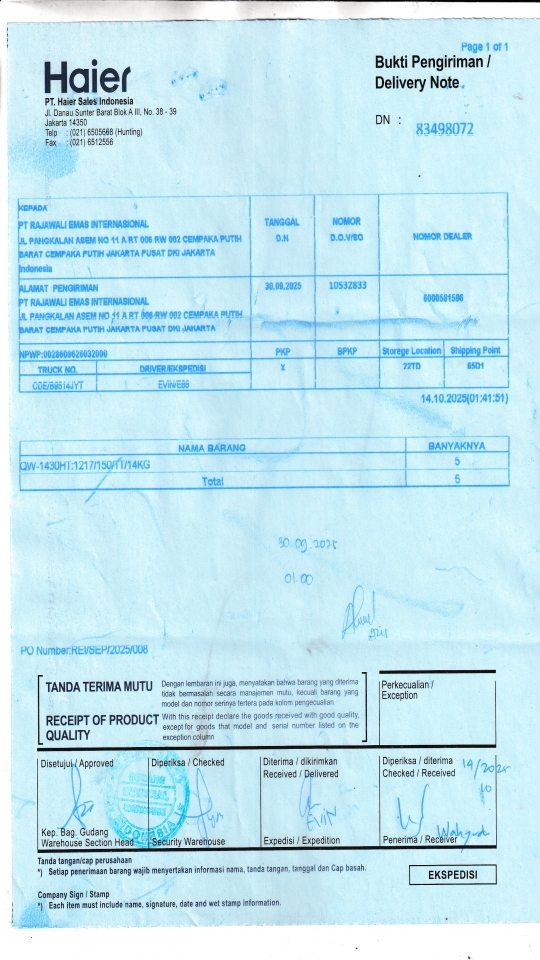 Page 1 of 1
Haier
Bukti Pengiriman /
Delivery Note
PT. Haier Sales Indonesia
Jl. Danau Sunter Barat Blok A III, No. 38 - 39
Jakarta 14350
Telp : (021) 6505668 (Hunting)
Fax : (021) 6512556
DN : 83498072
KEPADA
PT RAJAWALI EMAS INTERNASIONAL
JL PANGKALAN ASEM NO 11 A RT 006 RW 002 CEMPAKA PUTIH
BARAT CEMPAKA PUTIH JAKARTA PUSAT DKI JAKARTA
Indonesia
TANGGAL
D.N
NOMOR
D.O.V/SO
NOMOR DEALER
ALAMAT PENGIRIMAN
PT RAJAWALI EMAS INTERNASIONAL
JL PANGKALAN ASEM NO 11 A RT 006 RW 002 CEMPAKA PUTIH
BARAT CEMPAKA PUTIH JAKARTA PUSAT DKI JAKARTA
30.09.2025
10532833
NPWP:0028609626032000
PKP
BPKP
Storege Location
Shipping Point
TRUCK NO.
DRIVER/EKSPEDISI
X
22TD
65D1
14.10.2025(01:41:51)
NAMA BARANG
BANYAKNYA
QW-1430HT:1217/150/TT/14KG
5
Total
5
30.09.2025
01.00
PO Number:REI/SEP/2025/008
TANDA TERIMA MUTU
Dengan lembaran ini juga, menyatakan bahwa barang yang diterima
tidak bermasalah secara manajemen mutu, kecuali barang yang
model dan nomor serinya tertera pada kolom pengecualian
RECEIPT OF PRODUCT
QUALITY
With this receipt declare the goods received with good quality,
except for goods that model and serial number listed on the
exception column
Perkecualian /
Exception
Disetujui / Approved
Diperiksa / Checked
Diterima / dikirimkan
Received / Delivered
Diperiksa / diterima
Checked / Received
14/2025
10
EVIN
Wahyudi
Kep. Bag. Gudang
Warehouse Section Head
Security Warehouse
Expedisi / Expedition
Penerima / Receiver
Tanda tangan/cap perusahaan
*) Setiap penerimaan barang wajib menyertakan informasi nama, tanda tangan, tanggal dan Cap basah.
EKSPEDISI
Company Sign / Stamp
*) Each item must include name, signature, date and wet stamp information.